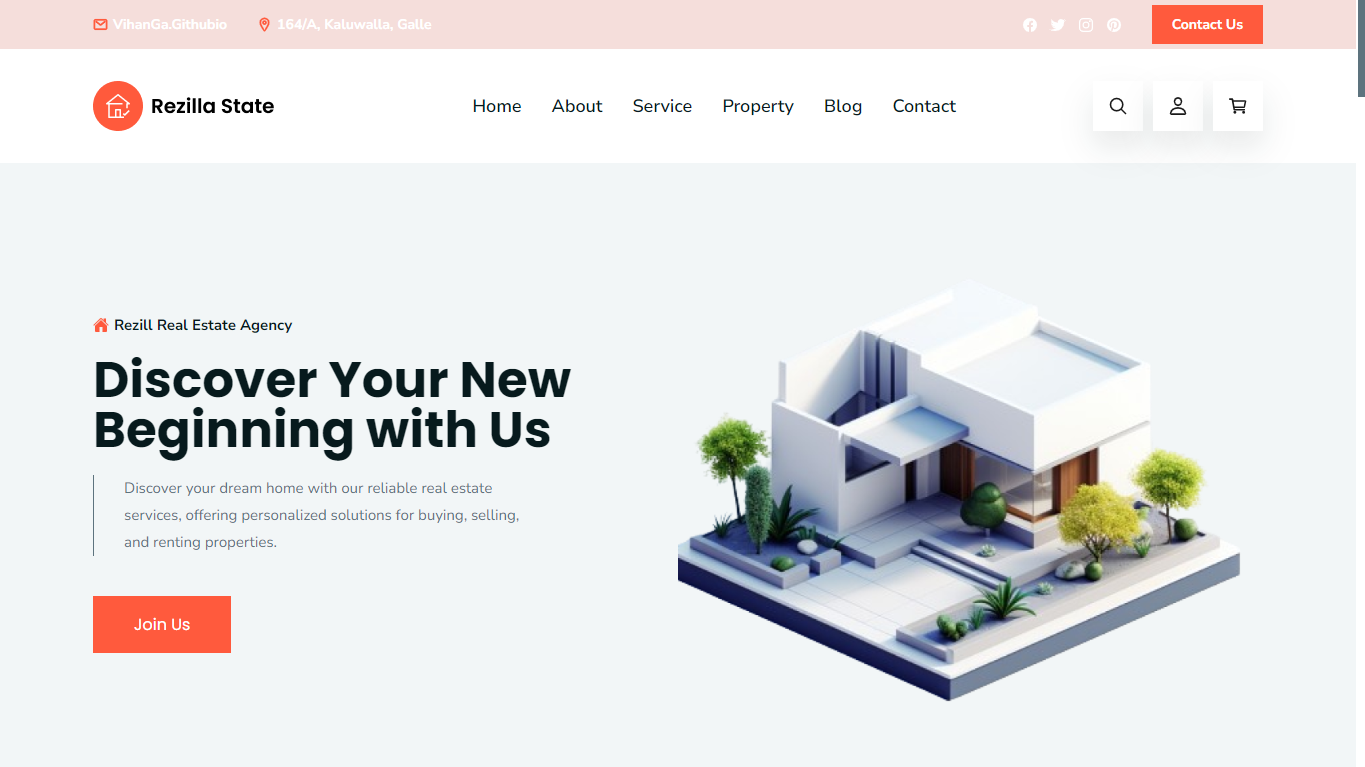 VihanGa.Githubio
164/A, Kaluwalla, Galle
Contact Us
Rezilla State
Home
About
Service
Property
Blog
Contact
Rezill Real Estate Agency
Discover Your New
Beginning with Us
Discover your dream home with our reliable real estate
services, offering personalized solutions for buying, selling,
and renting properties.
Join Us